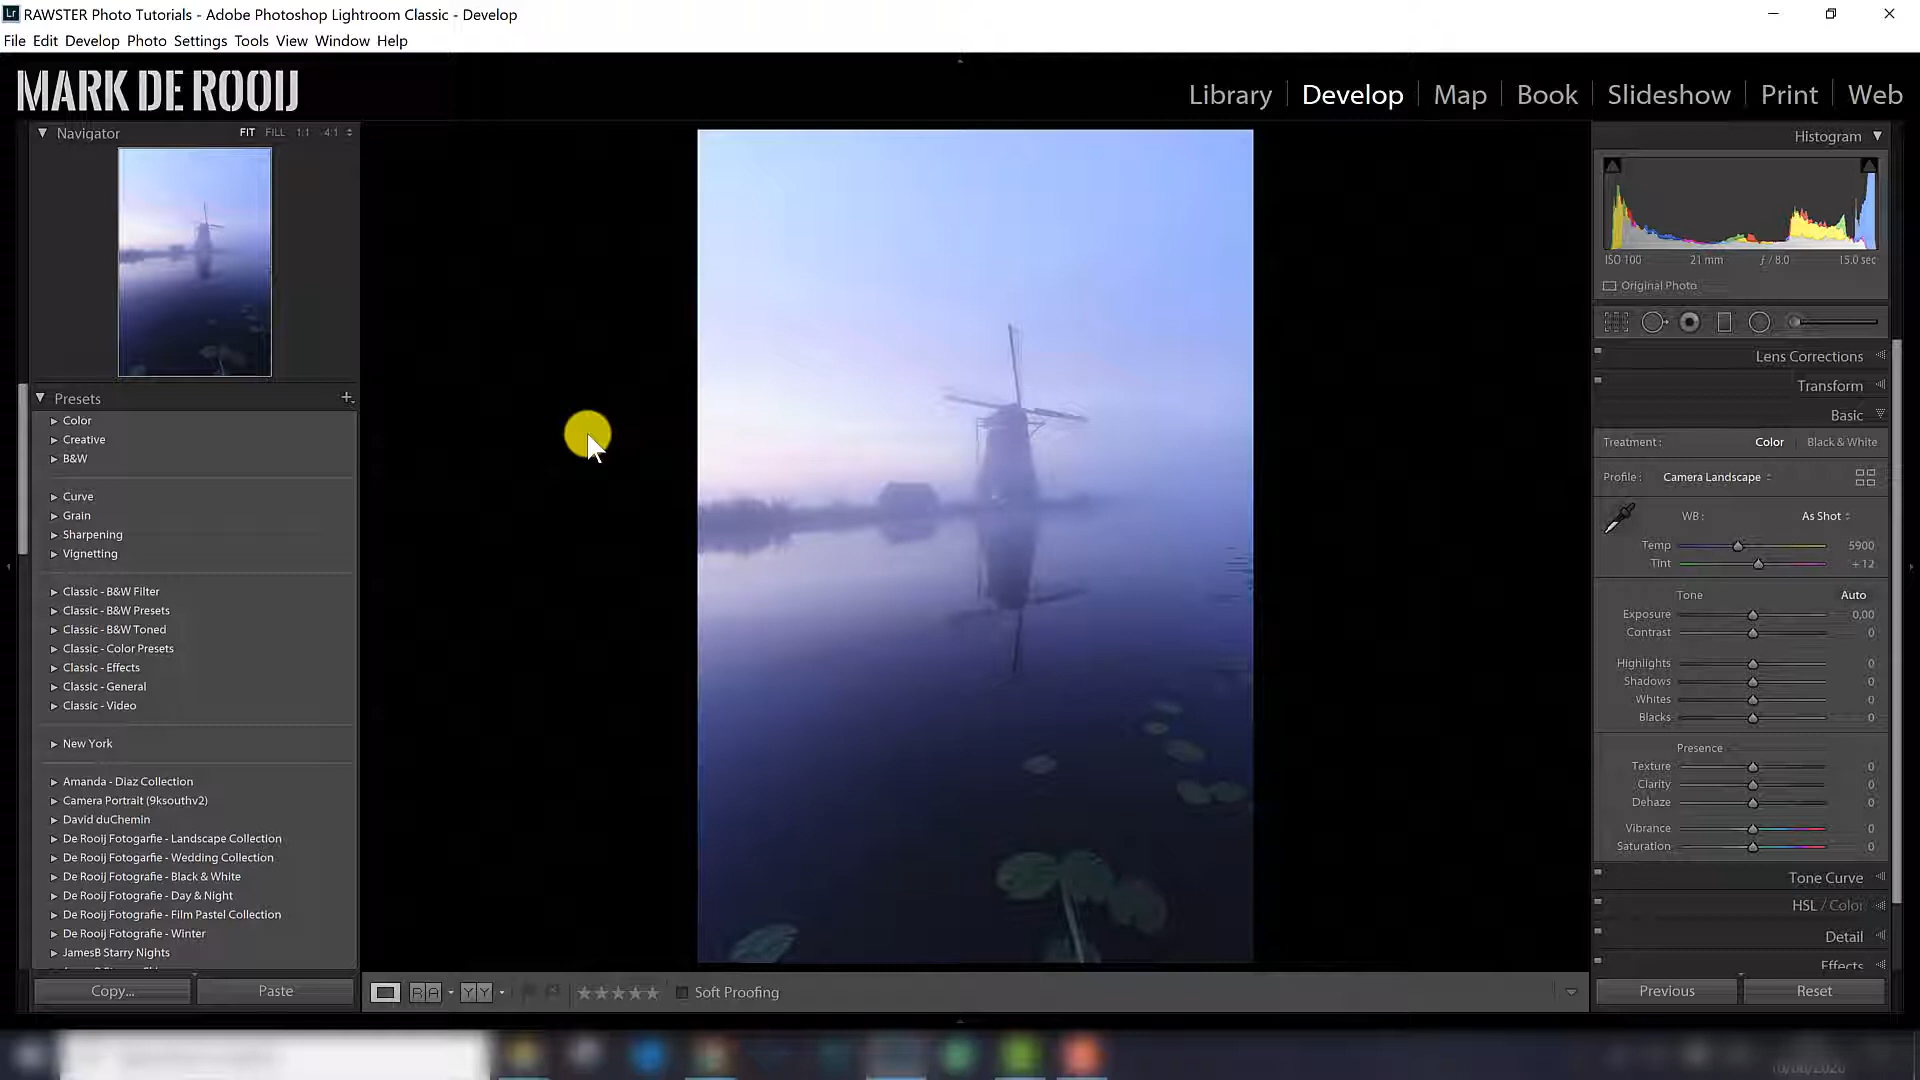 RAWSTER Photo Tutorials - Adobe Photoshop Lightroom Classic - Develop
File Edit Develop Photo Settings Tools View Window Help
MARK DE ROOIJ
Library Develop Map Book Slideshow Print Web
Navigator FIT FILL 1:1 4:1
Presets
Color
Creative
B&W
Curve
Grain
Sharpening
Vignetting
Classic - B&W Filter
Classic - B&W Presets
Classic - B&W Toned
Classic - Color Presets
Classic - Effects
Classic - General
Classic - Video
New York
Amanda - Diaz Collection
Camera Portrait (9ksouthv2)
David duChemin
De Rooij Fotogarfie - Landscape Collection
De Rooij Fotogarfie - Wedding Collection
De Rooij Fotografie - Black & White
De Rooij Fotografie - Day & Night
De Rooij Fotografie - Film Pastel Collection
De Rooij Fotografie - Winter
JamesB Starry Nights
Copy... Paste
R A Y Y Soft Proofing
Histogram
ISO 100 21 mm ƒ / 8.0 15.0 sec
Original Photo
Lens Corrections
Transform
Basic
Treatment : Color Black & White
Profile : Camera Landscape
WB : As Shot
Temp 5900
Tint + 12
Tone Auto
Exposure 0,00
Contrast 0
Highlights 0
Shadows 0
Whites 0
Blacks 0
Presence
Texture 0
Clarity 0
Dehaze 0
Vibrance 0
Saturation 0
Tone Curve
HSL / Color
Detail
Effects
Previous Reset